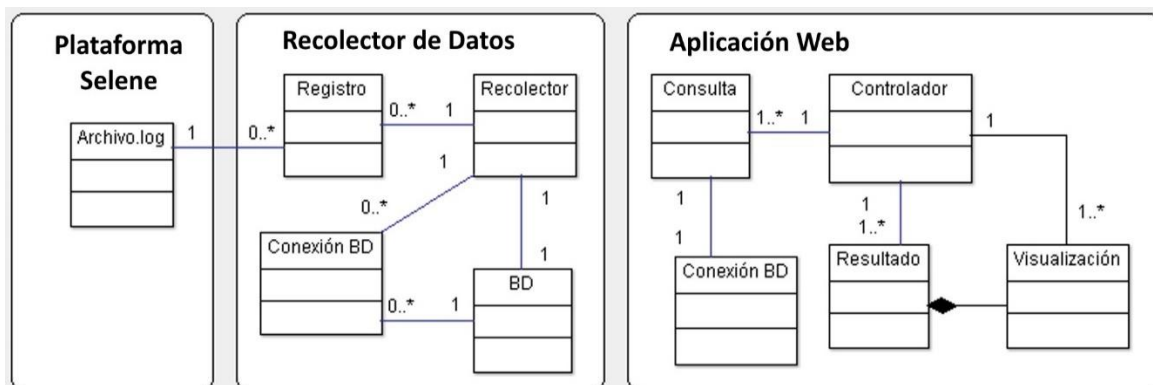 Plataforma
Selene
Archivo.log
1
0..*
Recolector de Datos
Registro
0..*
1
Recolector
1
0..*
1
1
Conexión BD
0..*
1
BD
Aplicación Web
Consulta
1..*
1
Controlador
1
1
1
1
1..*
1..*
Conexión BD
Resultado
Visualización